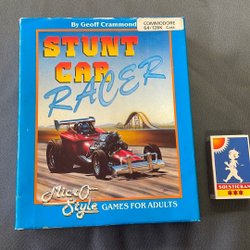 By Geoff Crammond
COMMODORE
64/128K Cass
STUNT
CAR
RACER
MicroStyle
GAMES FOR ADULTS
SOLSTICKAN